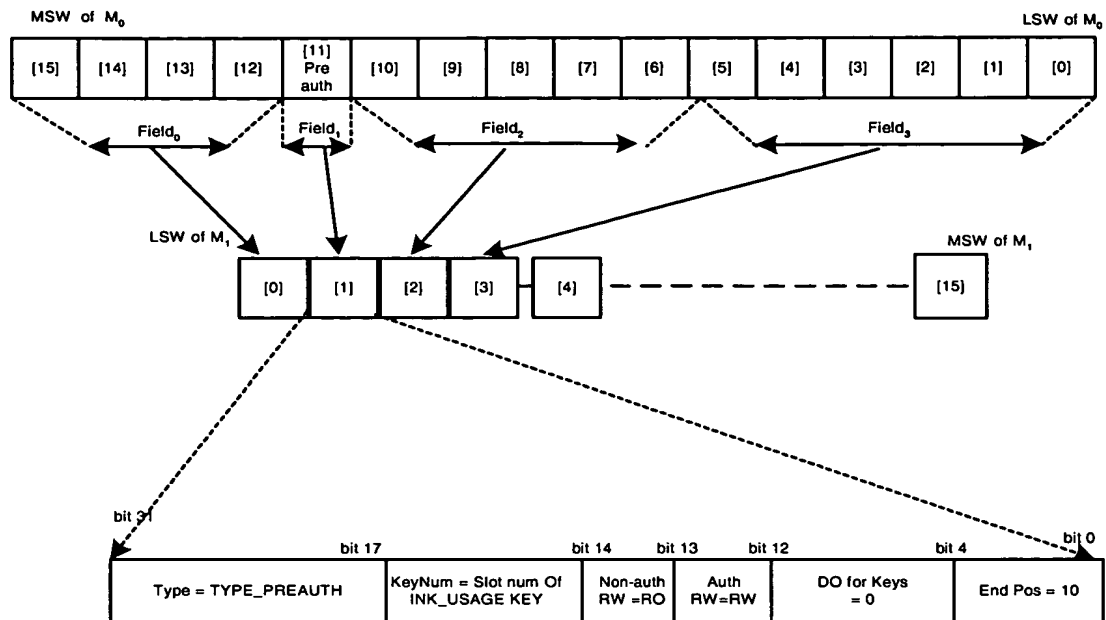 MSW of M0
LSW of M0
[15] [14] [13] [12] [11] Pre auth [10] [9] [8] [7] [6] [5] [4] [3] [2] [1] [0]
Field0 Field1 Field2 Field3
LSW of M1
MSW of M1
[0] [1] [2] [3] [4] [15]
bit 31 bit 17 bit 14 bit 13 bit 12 bit 4 bit 0
Type = TYPE_PREAUTH
KeyNum = Slot num Of
INK_USAGE KEY
Non-auth
RW =RO
Auth
RW=RW
DO for Keys
= 0
End Pos = 10